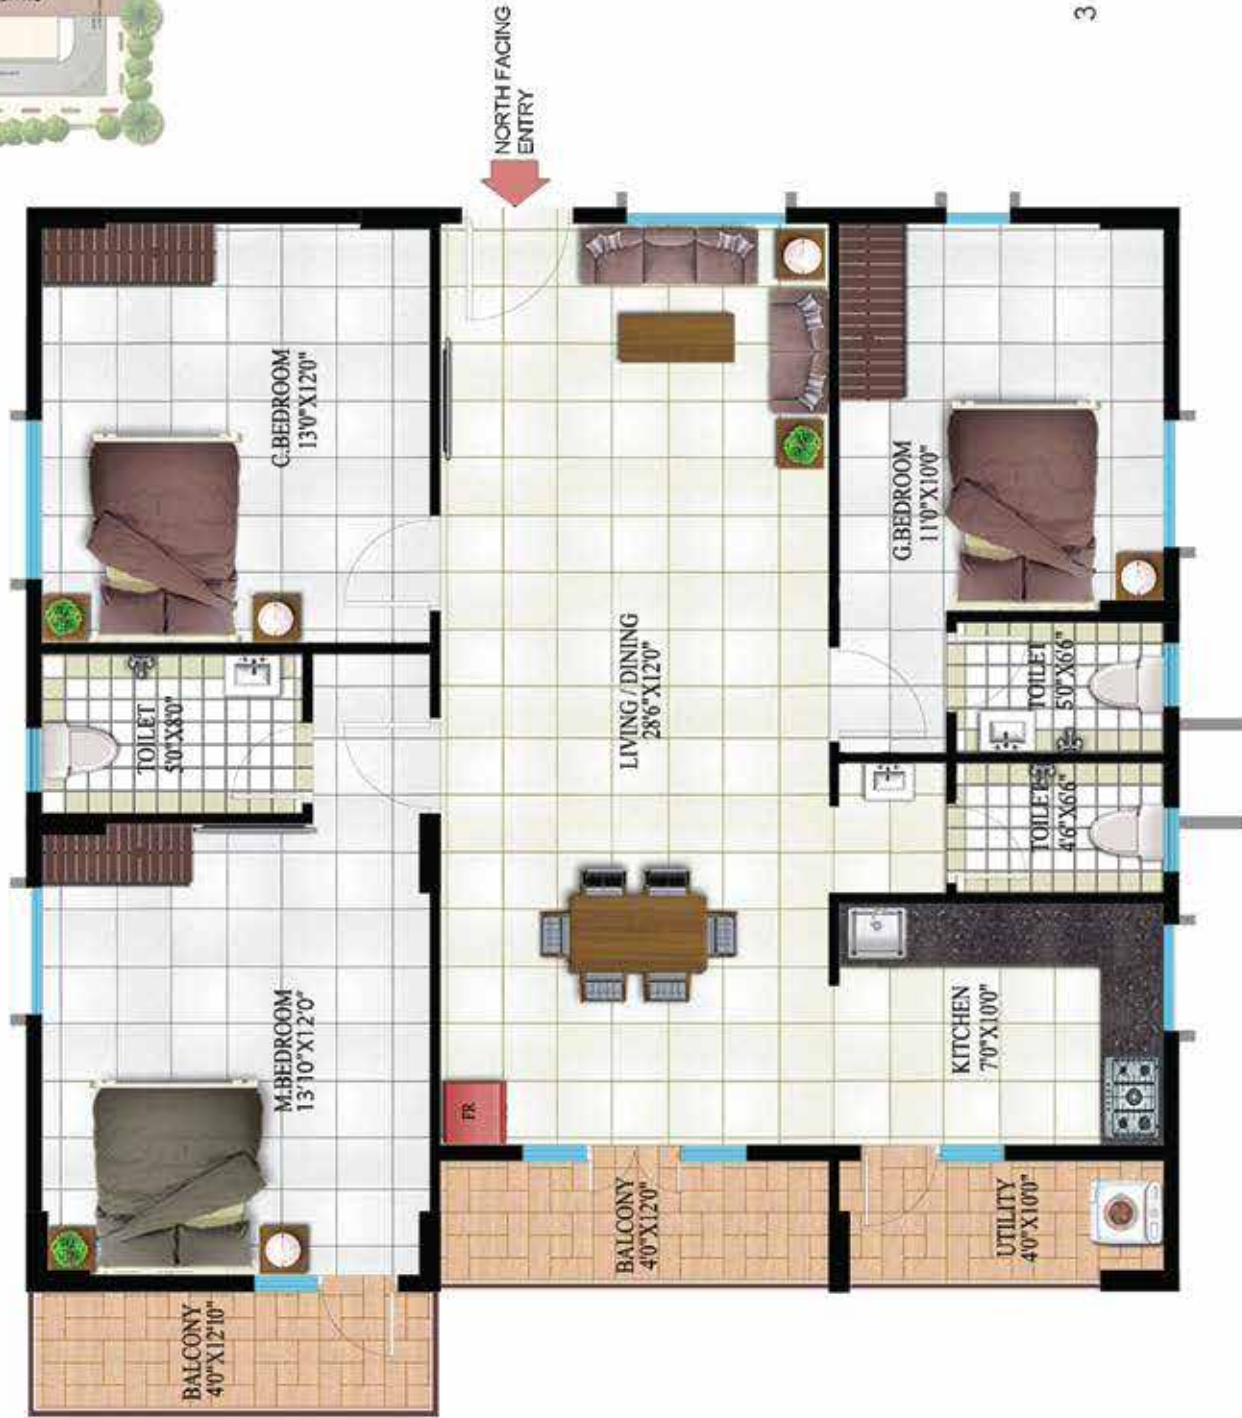 NORTH FACING
ENTRY
3
C.BEDROOM
13'0"X12'0"
TOILET
5'0"X8'0"
M.BEDROOM
13'10"X12'0"
BALCONY
4'0"X12'10"
LIVING / DINING
28'6"X12'0"
FR
BALCONY
4'0"X12'0"
G.BEDROOM
11'0"X10'0"
TOILET
5'0"X6'6"
TOILET
4'6"X6'6"
KITCHEN
7'0"X10'0"
UTILITY
4'0"X10'0"